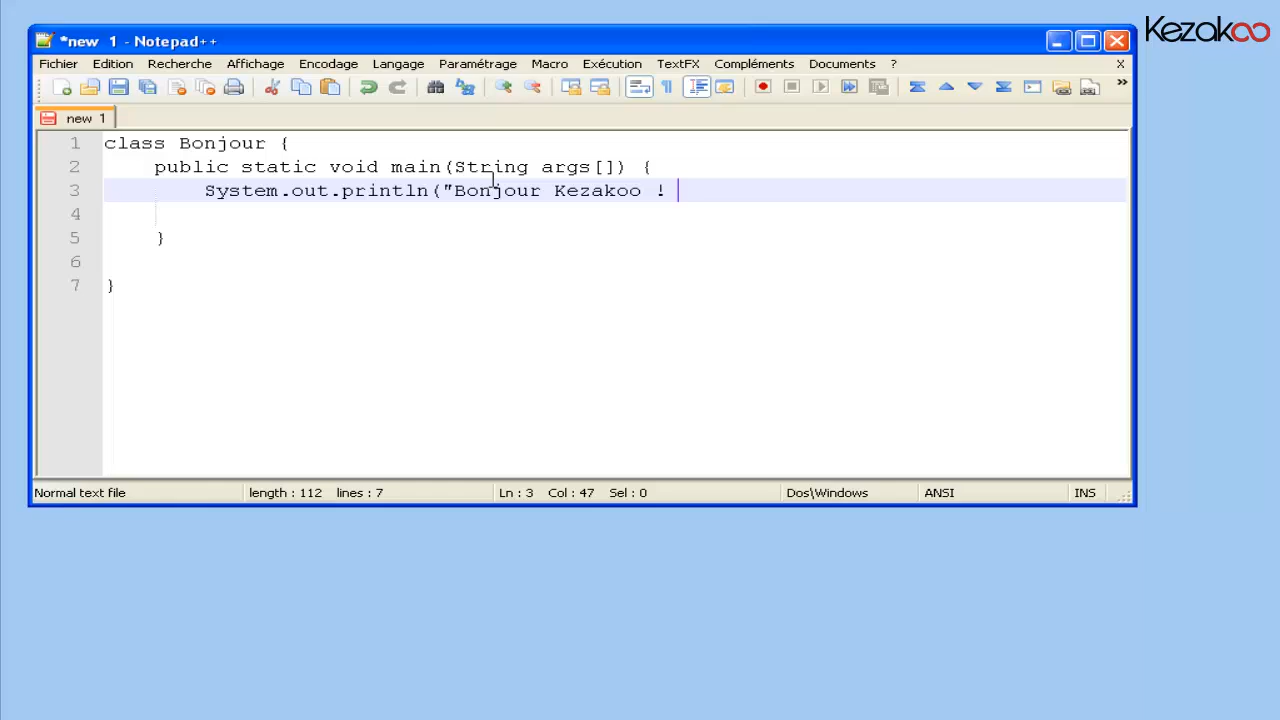 Kezakoo
*new 1 - Notepad++
Fichier Edition Recherche Affichage Encodage Langage Paramétrage Macro Exécution TextFX Compléments Documents ? X
new 1
1 class Bonjour {
2 public static void main(String args[]) {
3 System.out.println("Bonjour Kezakoo !
4
5 }
6
7 }
Normal text file length : 112 lines : 7 Ln : 3 Col : 47 Sel : 0 Dos\Windows ANSI INS